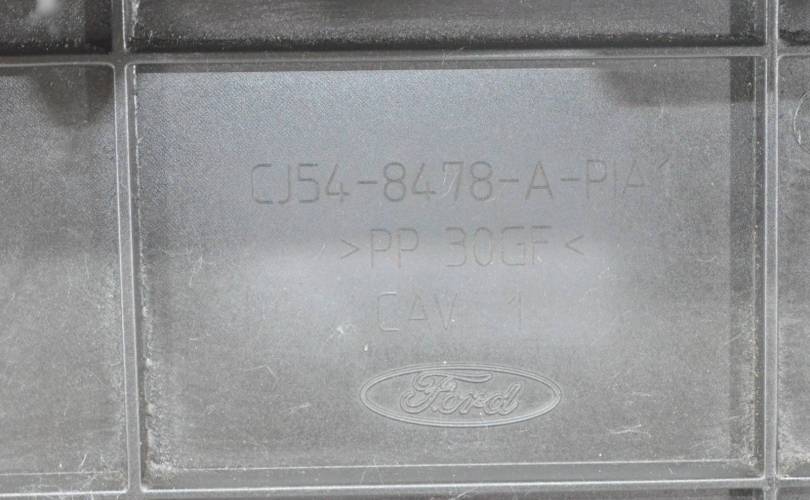 CJ54-8478-A-PIA1
>PP 30GF<
CAV 1
Ford